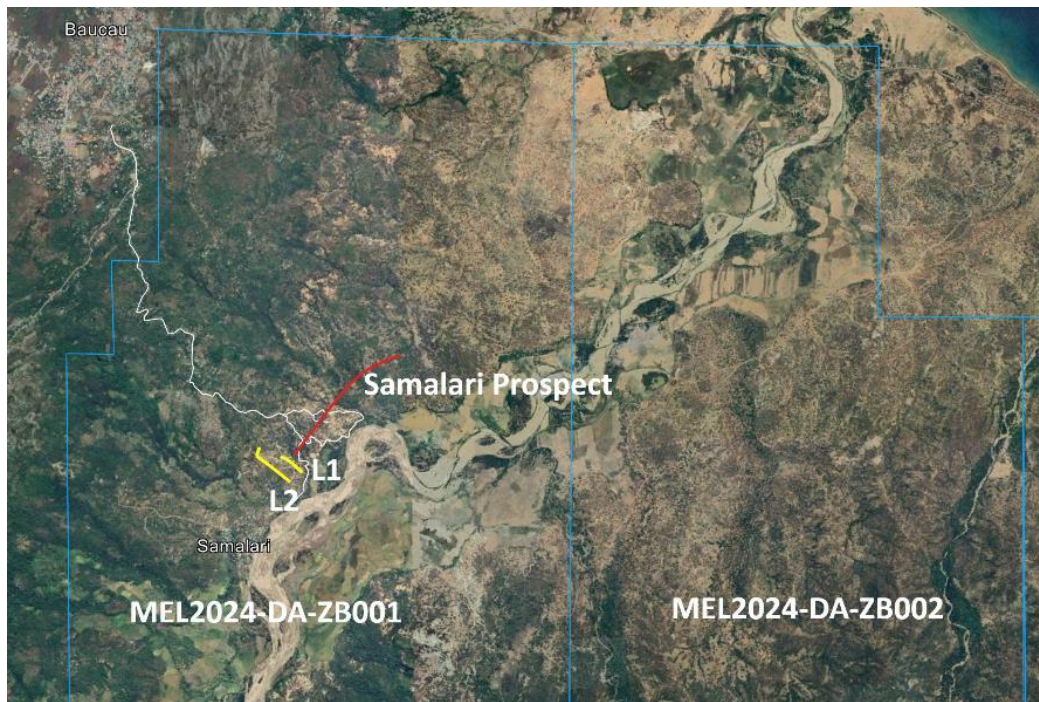 Baucau
Samalari Prospect
L1
L2
Samalari
MEL2024-DA-ZB001
MEL2024-DA-ZB002